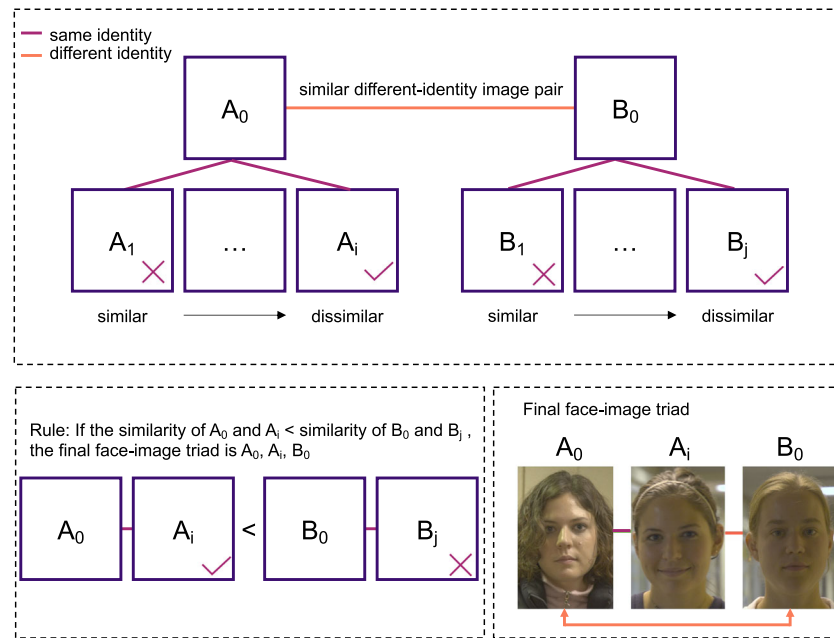 same identity
different identity
similar different-identity image pair
A₀
B₀
A₁
...
Aᵢ
B₁
...
Bⱼ
similar
dissimilar
similar
dissimilar
Rule: If the similarity of A₀ and Aᵢ < similarity of B₀ and Bⱼ ,
the final face-image triad is A₀, Aᵢ, B₀
A₀
Aᵢ
<
B₀
Bⱼ
Final face-image triad
A₀
Aᵢ
B₀